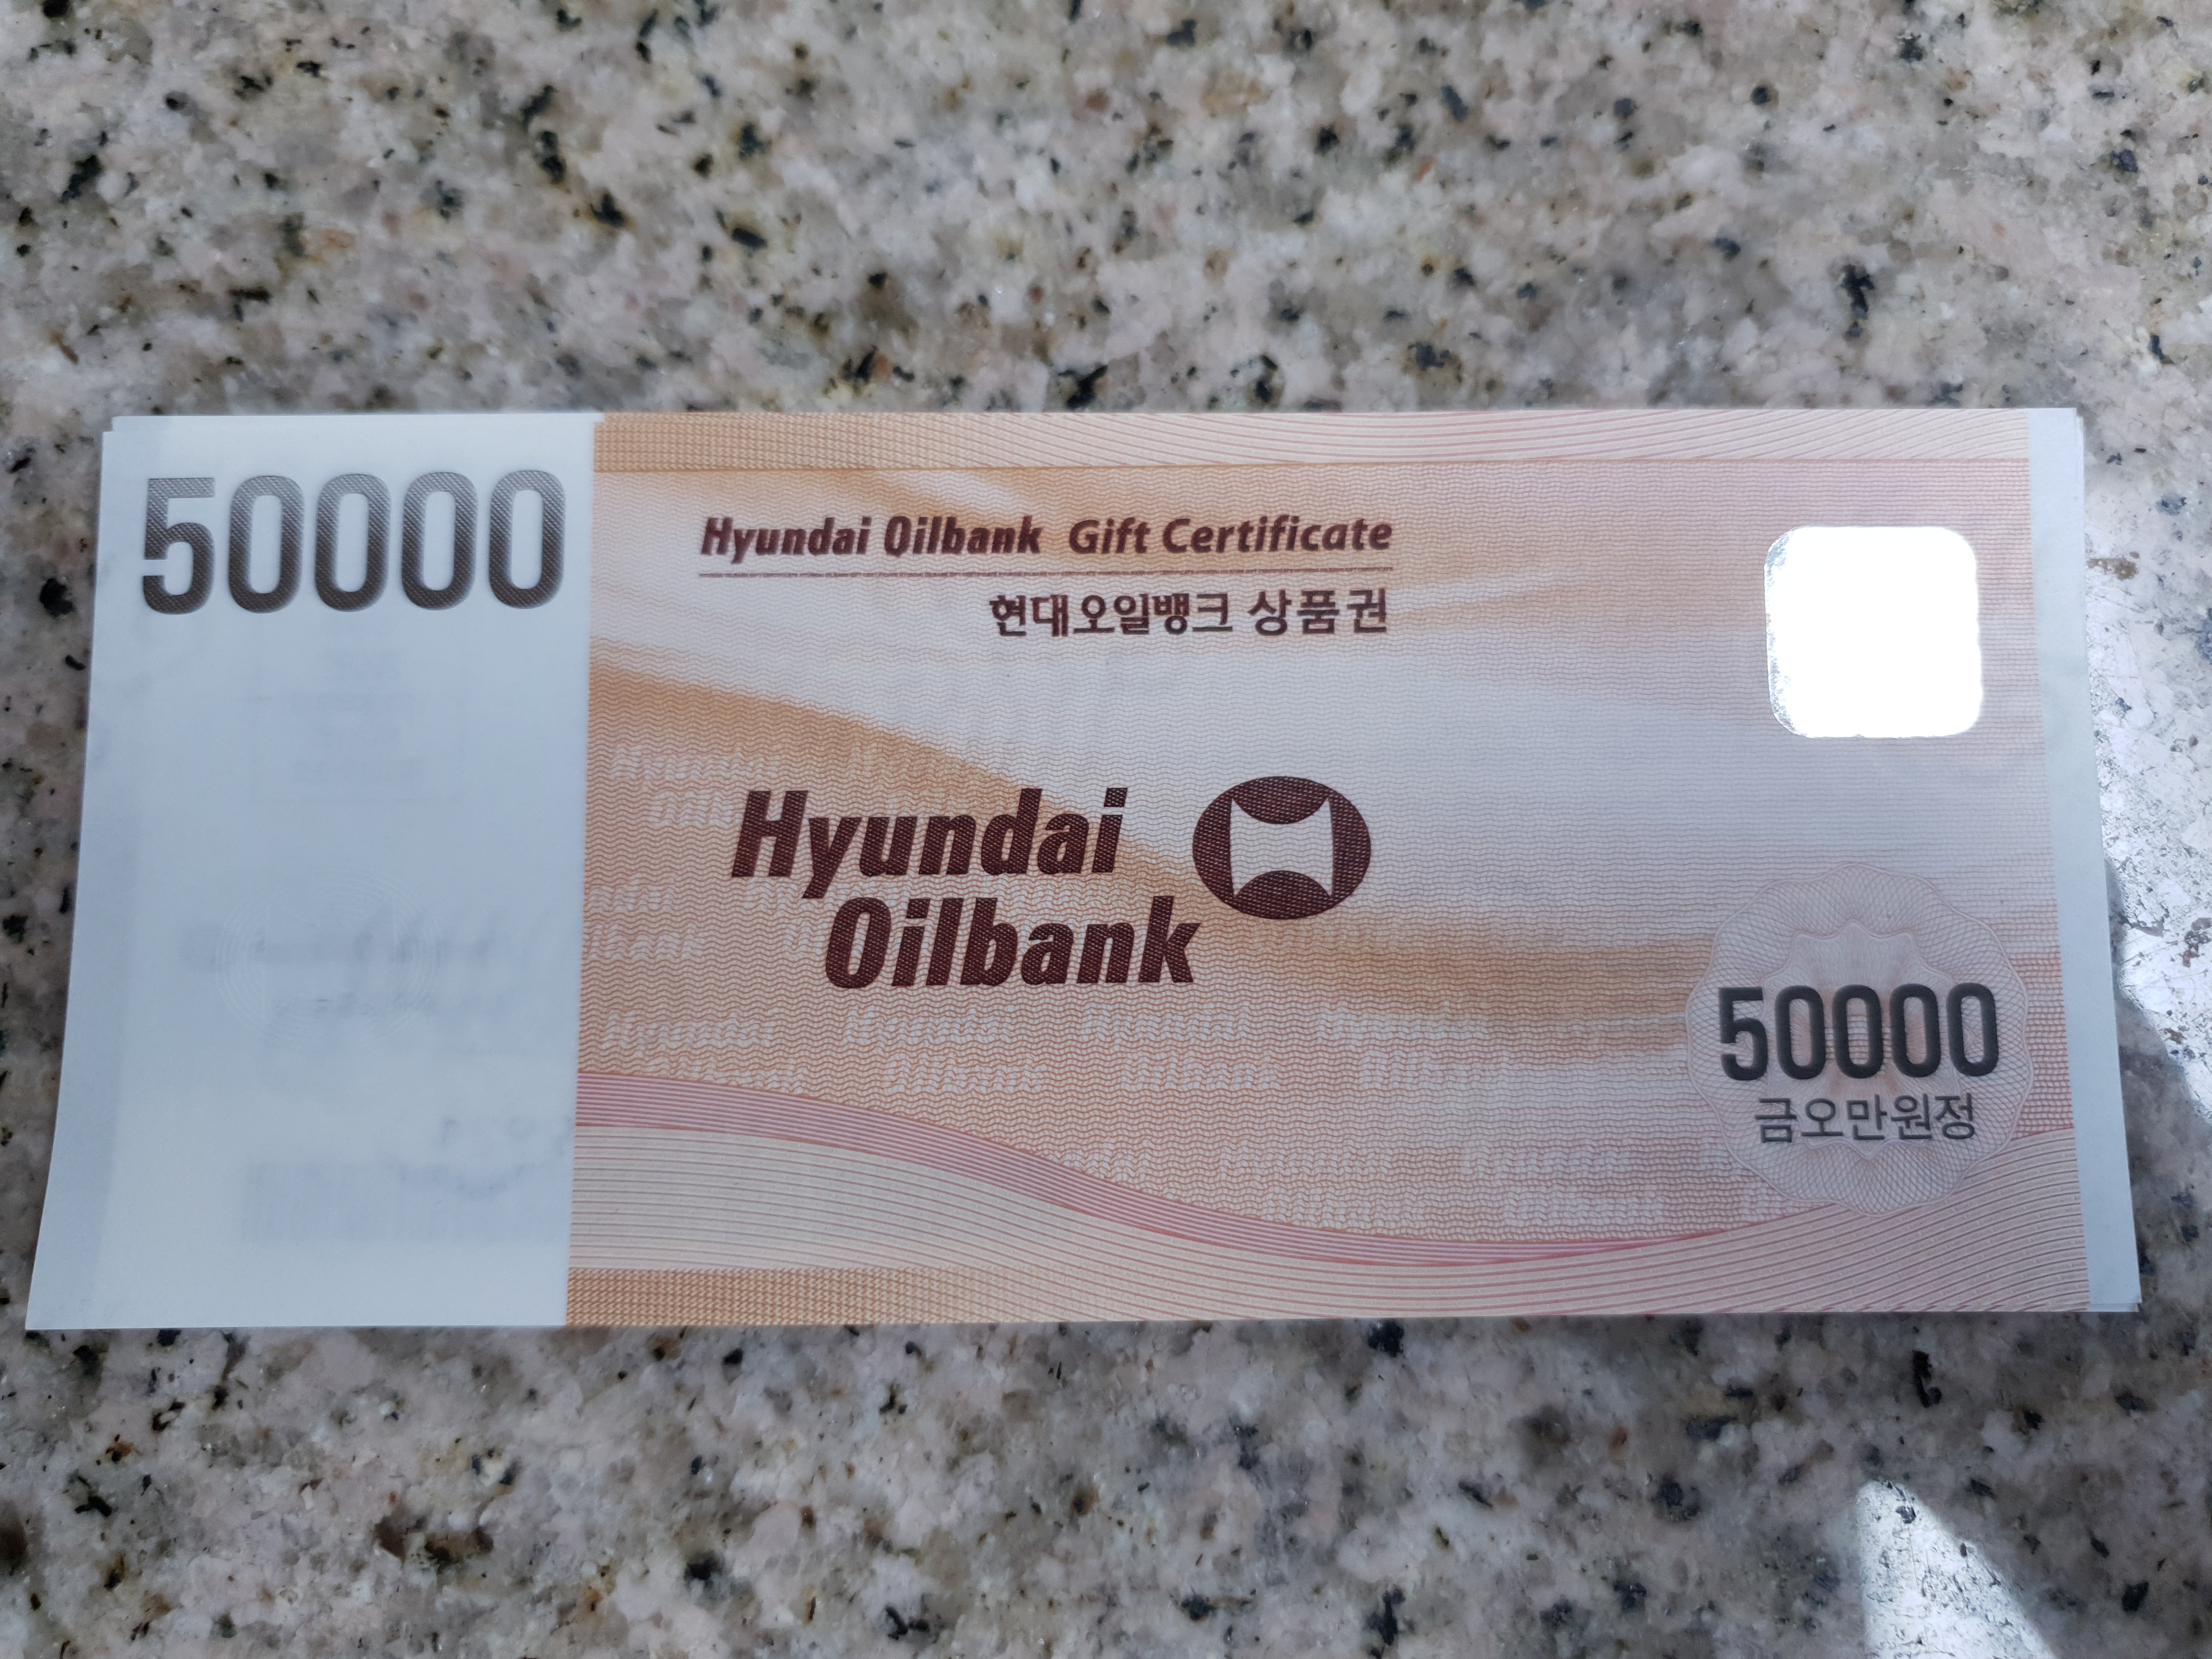 50000
Hyundai Oilbank Gift Certificate
현대오일뱅크 상품권
Hyundai
Oilbank
50000
금오만원정